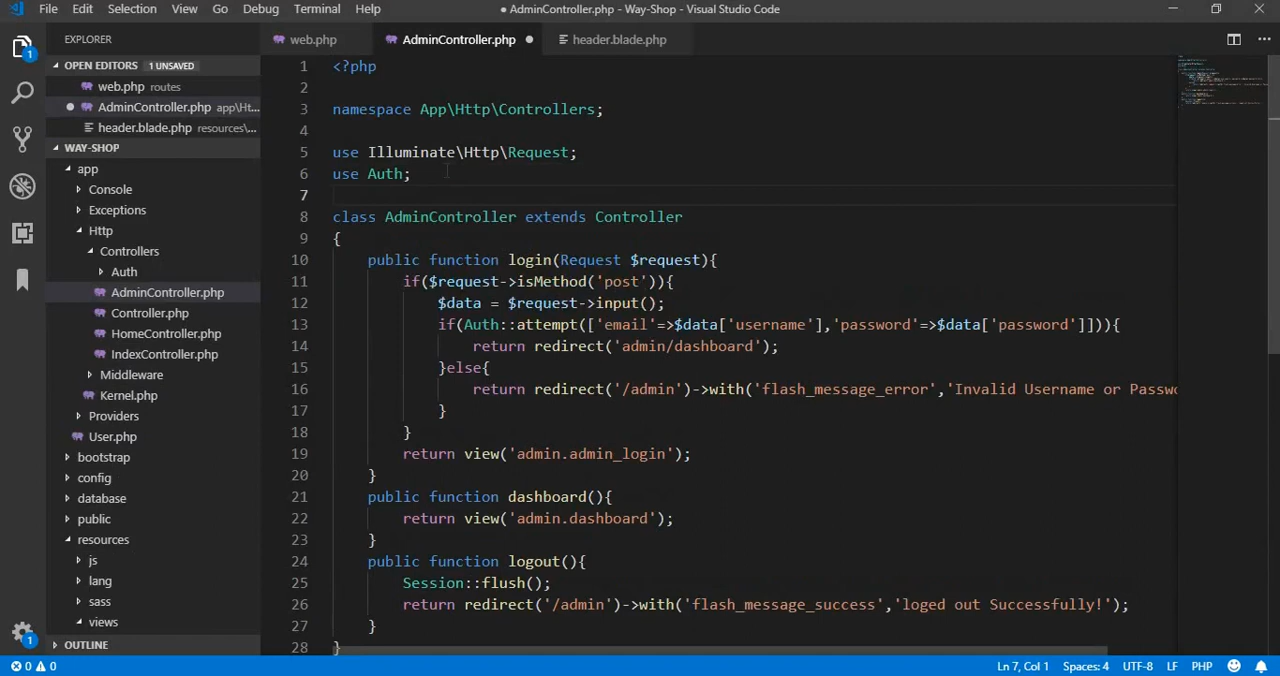 File Edit Selection View Go Debug Terminal Help ● AdminController.php - Way-Shop - Visual Studio Code
EXPLORER
web.php
AdminController.php ●
header.blade.php
OPEN EDITORS 1 UNSAVED
web.php routes
● AdminController.php app\Ht...
header.blade.php resources\...
WAY-SHOP
app
Console
Exceptions
Http
Controllers
Auth
AdminController.php
Controller.php
HomeController.php
IndexController.php
Middleware
Kernel.php
Providers
User.php
bootstrap
config
database
public
resources
js
lang
sass
views
OUTLINE
1
1
1 <?php
2
3 namespace App\Http\Controllers;
4
5 use Illuminate\Http\Request;
6 use Auth;
7
8 class AdminController extends Controller
9 {
10 public function login(Request $request){
11 if($request->isMethod('post')){
12 $data = $request->input();
13 if(Auth::attempt(['email'=>$data['username'],'password'=>$data['password']])){
14 return redirect('admin/dashboard');
15 }else{
16 return redirect('/admin')->with('flash_message_error','Invalid Username or Passw
17 }
18 }
19 return view('admin.admin_login');
20 }
21 public function dashboard(){
22 return view('admin.dashboard');
23 }
24 public function logout(){
25 Session::flush();
26 return redirect('/admin')->with('flash_message_success','loged out Successfully!');
27 }
28 }
0 0 Ln 7, Col 1 Spaces: 4 UTF-8 LF PHP